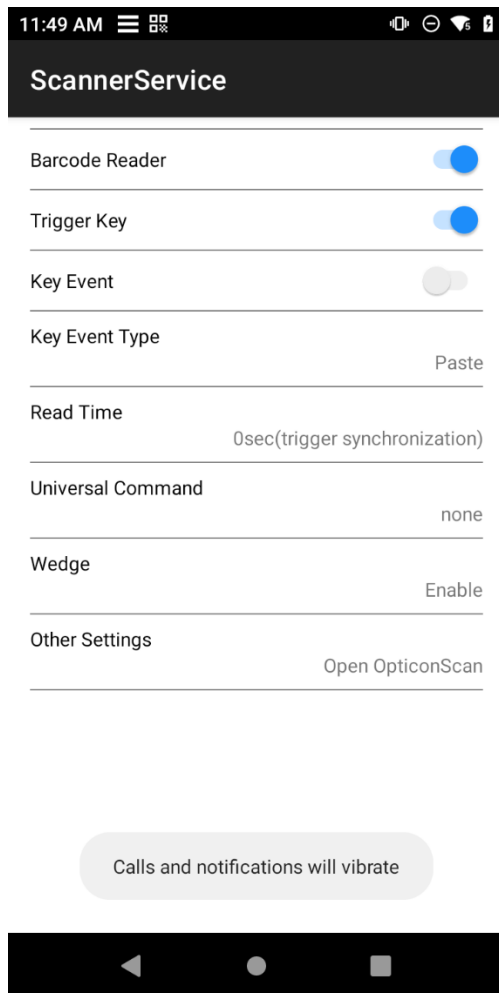 11:49 AM
ScannerService
Barcode Reader
Trigger Key
Key Event
Key Event Type
Paste
Read Time
0sec(trigger synchronization)
Universal Command
none
Wedge
Enable
Other Settings
Open OpticonScan
Calls and notifications will vibrate